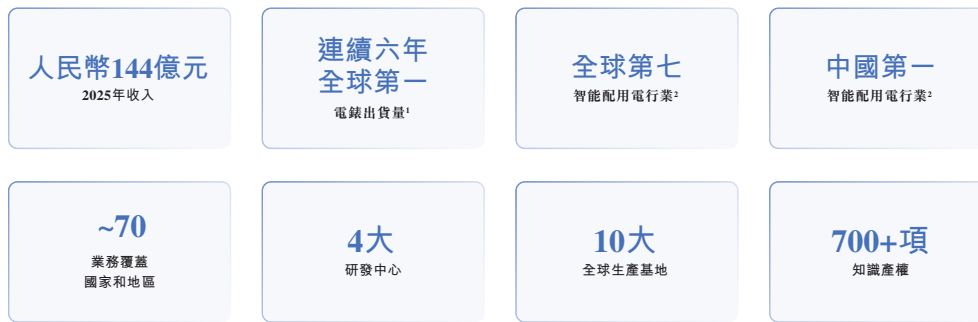 人民幣144億元
2025年收入
連續六年
全球第一
電錶出貨量¹
全球第七
智能配用電行業²
中國第一
智能配用電行業²
~70
業務覆蓋
國家和地區
4大
研發中心
10大
全球生產基地
700+項
知識產權